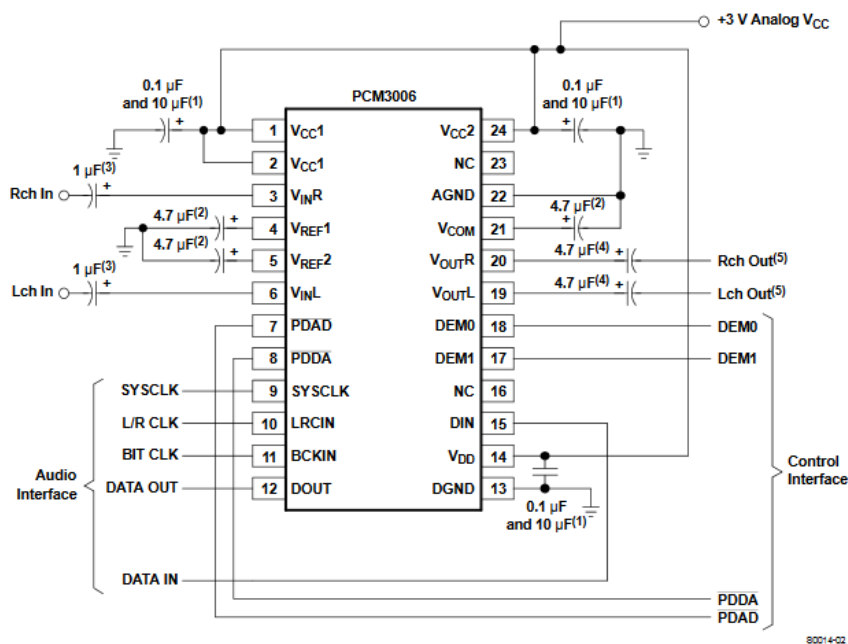 +3 V Analog VCC
0.1 µF
and 10 µF(1)
PCM3006
0.1 µF
and 10 µF(1)
1 VCC1
VCC2 24
2 VCC1
NC 23
1 µF(3)
Rch In
3 VINR
AGND 22
4.7 µF(2)
4 VREF1
VCOM 21
4.7 µF(2)
4.7 µF(2)
5 VREF2
VOUTR 20
4.7 µF(4)
Rch Out(5)
1 µF(3)
Lch In
6 VINL
VOUTL 19
4.7 µF(4)
Lch Out(5)
7 PDAD
DEM0 18
DEM0
8 PDDA
DEM1 17
DEM1
SYSCLK
9 SYSCLK
NC 16
L/R CLK
10 LRCIN
DIN 15
BIT CLK
11 BCKIN
VDD 14
Audio
Interface
DATA OUT
12 DOUT
DGND 13
0.1 µF
and 10 µF(1)
Control
Interface
DATA IN
PDDA
PDAD
S0014-02